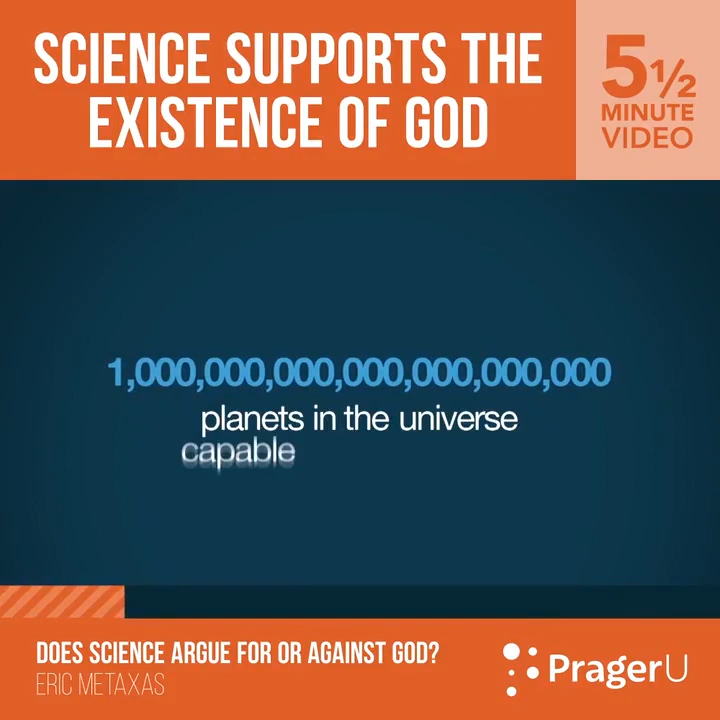 SCIENCE SUPPORTS THE
EXISTENCE OF GOD
5½
MINUTE
VIDEO
1,000,000,000,000,000,000,000
planets in the universe
capable
DOES SCIENCE ARGUE FOR OR AGAINST GOD?
ERIC METAXAS
PragerU